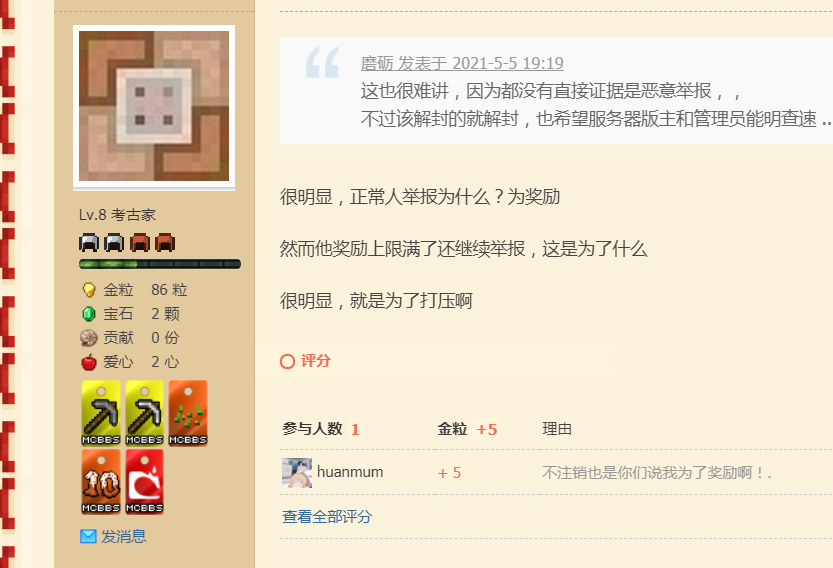 磨砺 发表于 2021-5-5 19:19
这也很难讲，因为都没有直接证据是恶意举报，，
不过该解封的就解封，也希望服务器版主和管理员能明查速 ..
很明显，正常人举报为什么？为奖励
然而他奖励上限满了还继续举报，这是为了什么
很明显，就是为了打压啊
Lv.8 考古家
金粒 86 粒
宝石 2 颗
贡献 0 份
爱心 2 心
MCBBS MCBBS MCBBS
10
MCBBS MCBBS
发消息
评分
参与人数 1 金粒 +5 理由
huanmum + 5 不注销也是你们说我为了奖励啊！.
查看全部评分